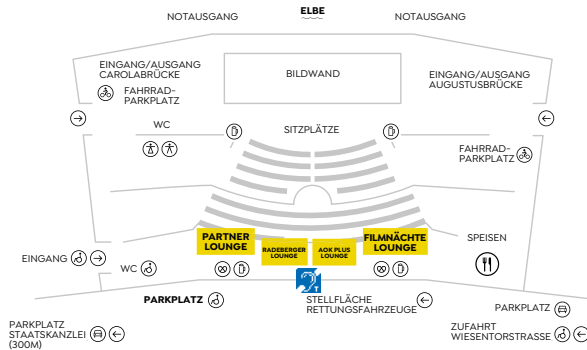 ELBE
NOTAUSGANG
NOTAUSGANG
EINGANG/AUSGANG
CAROLABRÜCKE
FAHRRAD-
PARKPLATZ
BILDWAND
EINGANG/AUSGANG
AUGUSTUSBRÜCKE
WC
SITZPLÄTZE
FAHRRAD-
PARKPLATZ
PARTNER
LOUNGE
RADEBERGER
LOUNGE
AOK PLUS
LOUNGE
FILMNÄCHTE
LOUNGE
SPEISEN
EINGANG
WC
T
PARKPLATZ
STELLFLÄCHE
RETTUNGSFAHRZEUGE
PARKPLATZ
PARKPLATZ
STAATSKANZLEI
(300M)
ZUFAHRT
WIESENTORSTRASSE